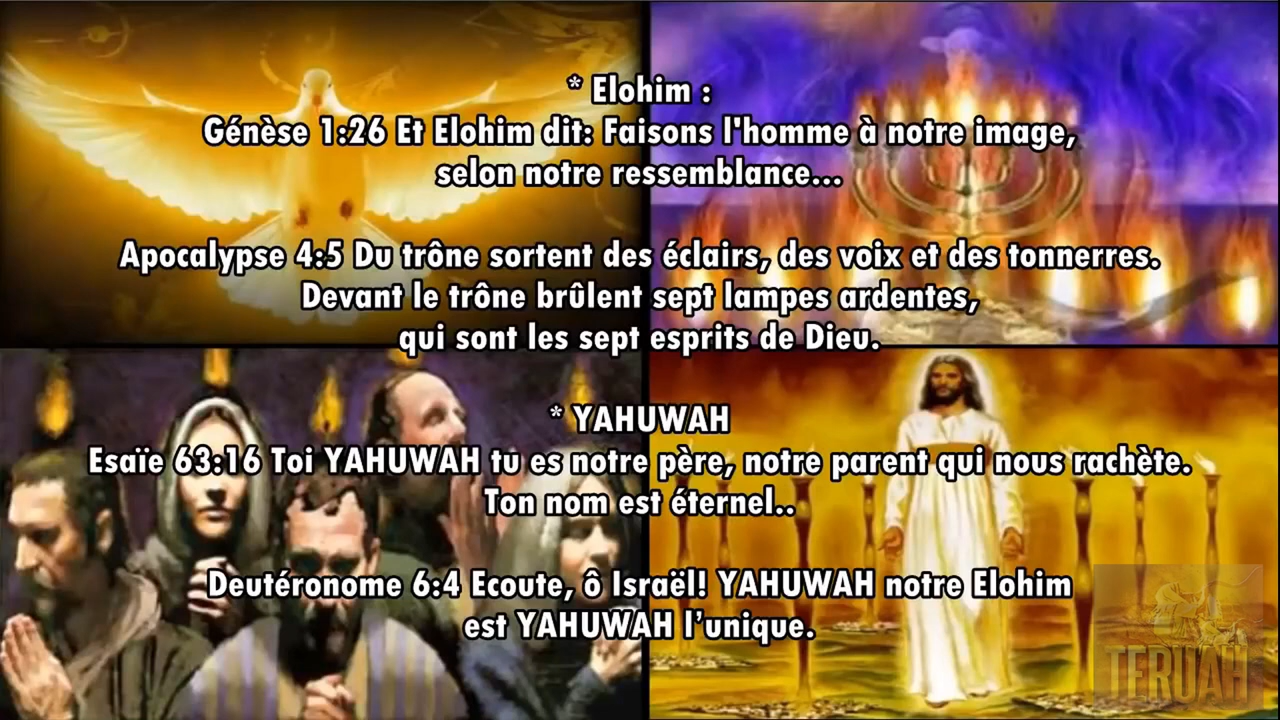 * Elohim :
Génèse 1:26 Et Elohim dit: Faisons l'homme à notre image,
selon notre ressemblance...
Apocalypse 4:5 Du trône sortent des éclairs, des voix et des tonnerres.
Devant le trône brûlent sept lampes ardentes,
qui sont les sept esprits de Dieu.
* YAHUWAH
Esaïe 63:16 Toi YAHUWAH tu es notre père, notre parent qui nous rachète.
Ton nom est éternel..
Deutéronome 6:4 Ecoute, ô Israël! YAHUWAH notre Elohim
est YAHUWAH l’unique.
TERUAH